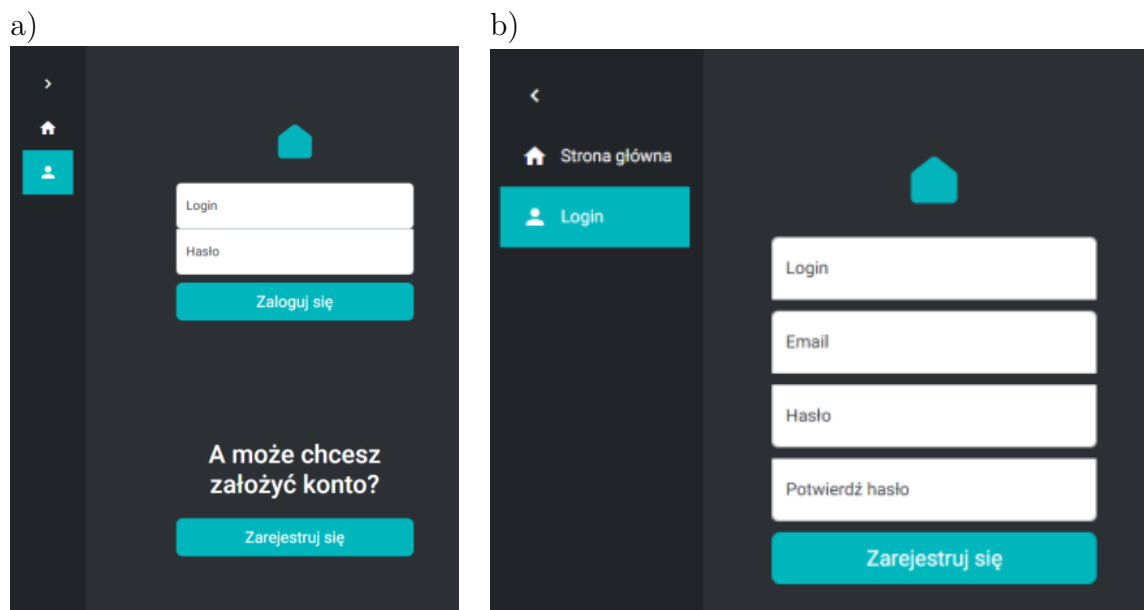 a)
Login
Hasło
Zaloguj się
A może chcesz
założyć konto?
Zarejestruj się
b)
Strona główna
Login
Login
Email
Hasło
Potwierdź hasło
Zarejestruj się